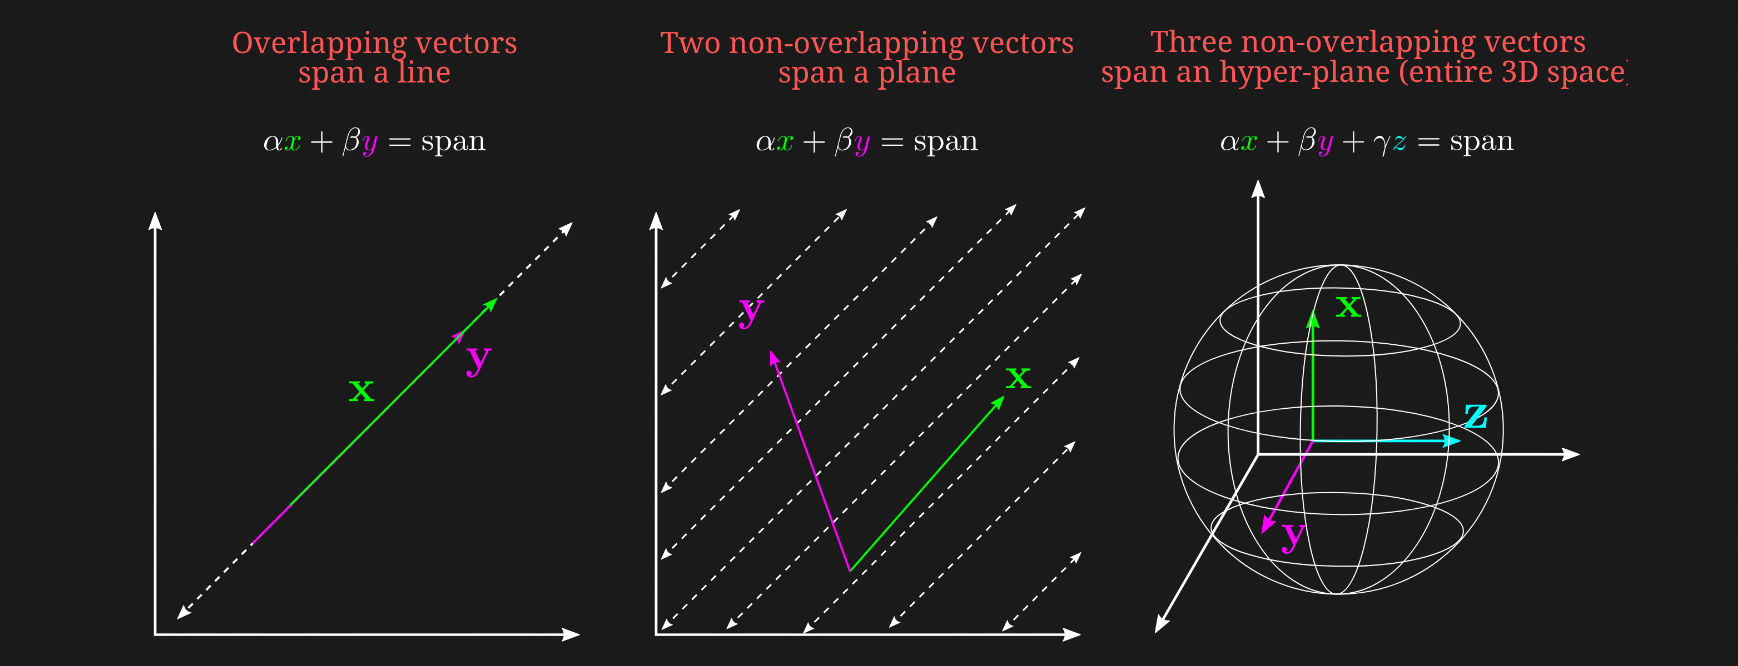 Overlapping vectors
span a line
αx + βy = span
x
y
Two non-overlapping vectors
span a plane
αx + βy = span
y
x
Three non-overlapping vectors
span an hyper-plane (entire 3D space)
αx + βy + γz = span
x
z
y